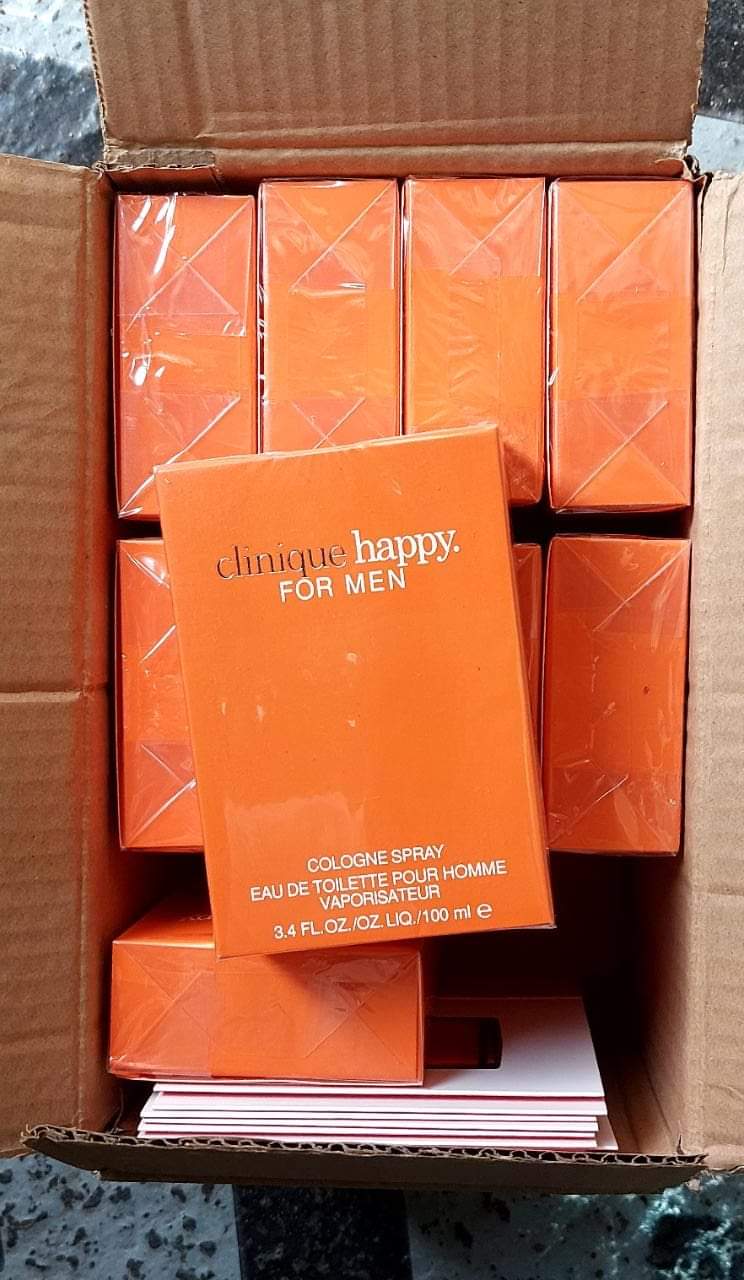 clinique happy.
FOR MEN
COLOGNE SPRAY
EAU DE TOILETTE POUR HOMME
VAPORISATEUR
3.4 FL.OZ./OZ. LIQ./100 ml ℮